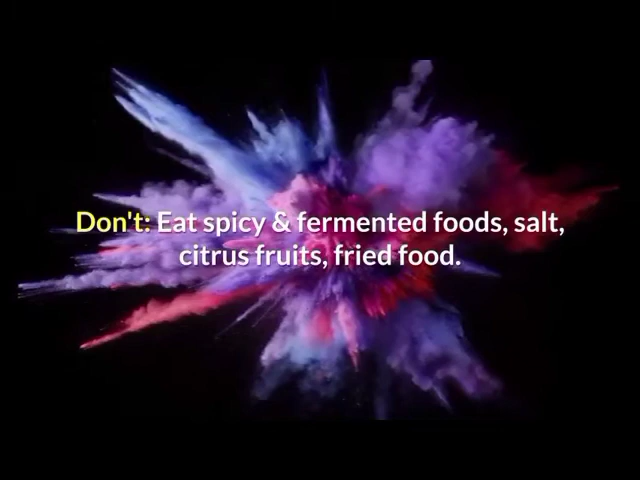 Don't: Eat spicy & fermented foods, salt,
citrus fruits, fried food.